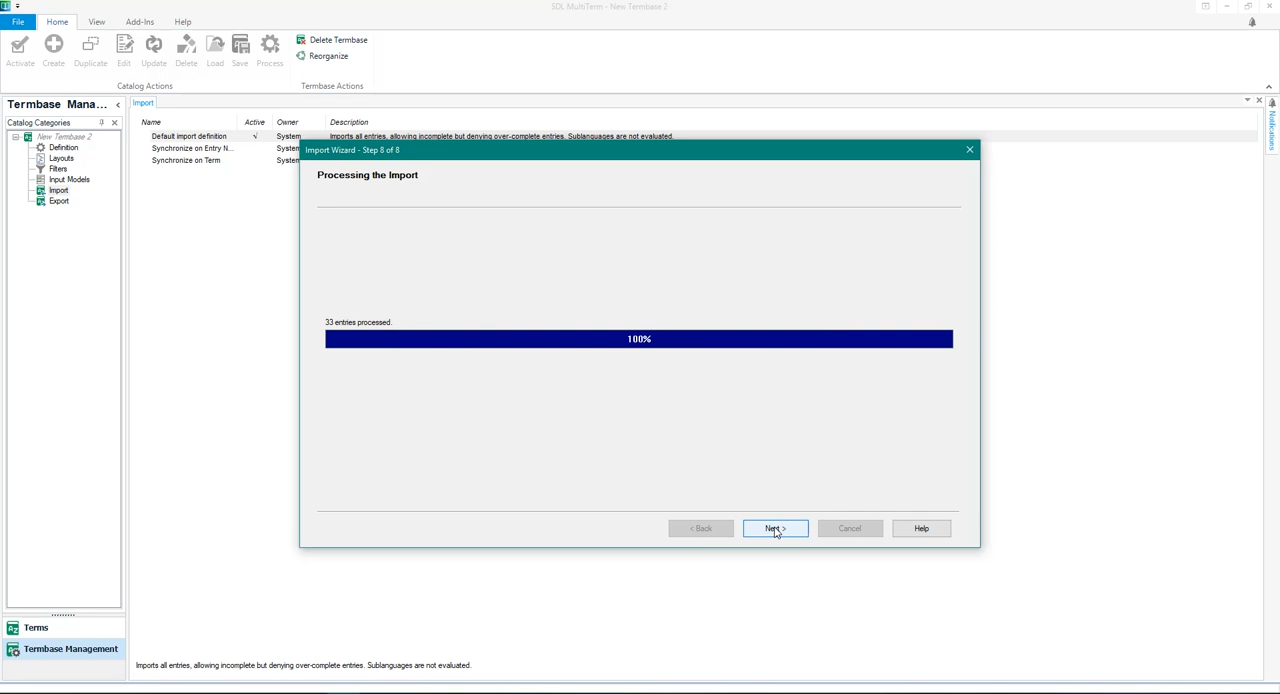 SDL MultiTerm - New Termbase 2
File Home View Add-Ins Help
Activate Create Duplicate Edit Update Delete Load Save Process
Delete Termbase
Reorganize
Catalog Actions Termbase Actions
Termbase Mana...
Import
Catalog Categories
Name Active Owner Description
New Termbase 2
Default import definition √ System Imports all entries, allowing incomplete but denying over-complete entries. Sublanguages are not evaluated.
Definition
Synchronize on Entry N... System
Layouts
Synchronize on Term System
Filters
Input Models
Import
Export
Notifications
Import Wizard - Step 8 of 8
Processing the Import
33 entries processed.
100%
< Back Next > Cancel Help
Terms
Termbase Management
Imports all entries, allowing incomplete but denying over-complete entries. Sublanguages are not evaluated.